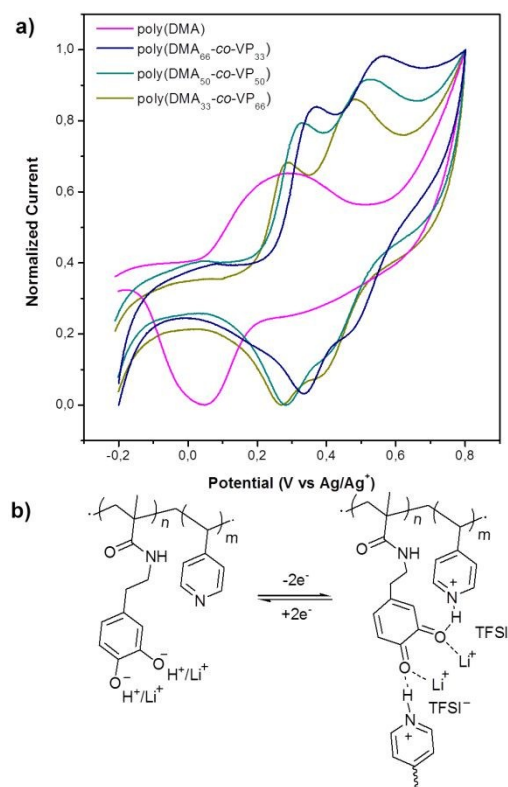 a)
poly(DMA)
poly(DMA66-co-VP33)
poly(DMA50-co-VP50)
poly(DMA33-co-VP66)
Normalized Current
1,0
0,8
0,6
0,4
0,2
0,0
-0,2 0,0 0,2 0,4 0,6 0,8
Potential (V vs Ag/Ag+)
b)
n m
O NH
N
O− O−
H+/Li+
H+/Li+
-2e-
+2e-
n m
O NH
N+
H
TFSI
O
Li+
O
Li+
H
TFSI−
N+